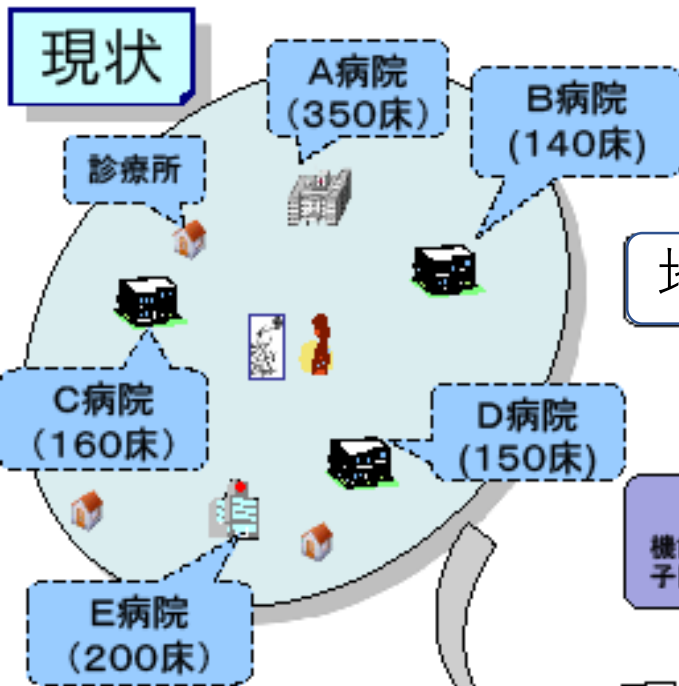 現状
A病院
（350床）
B病院
(140床)
診療所
C病院
（160床）
D病院
(150床)
E病院
（200床）